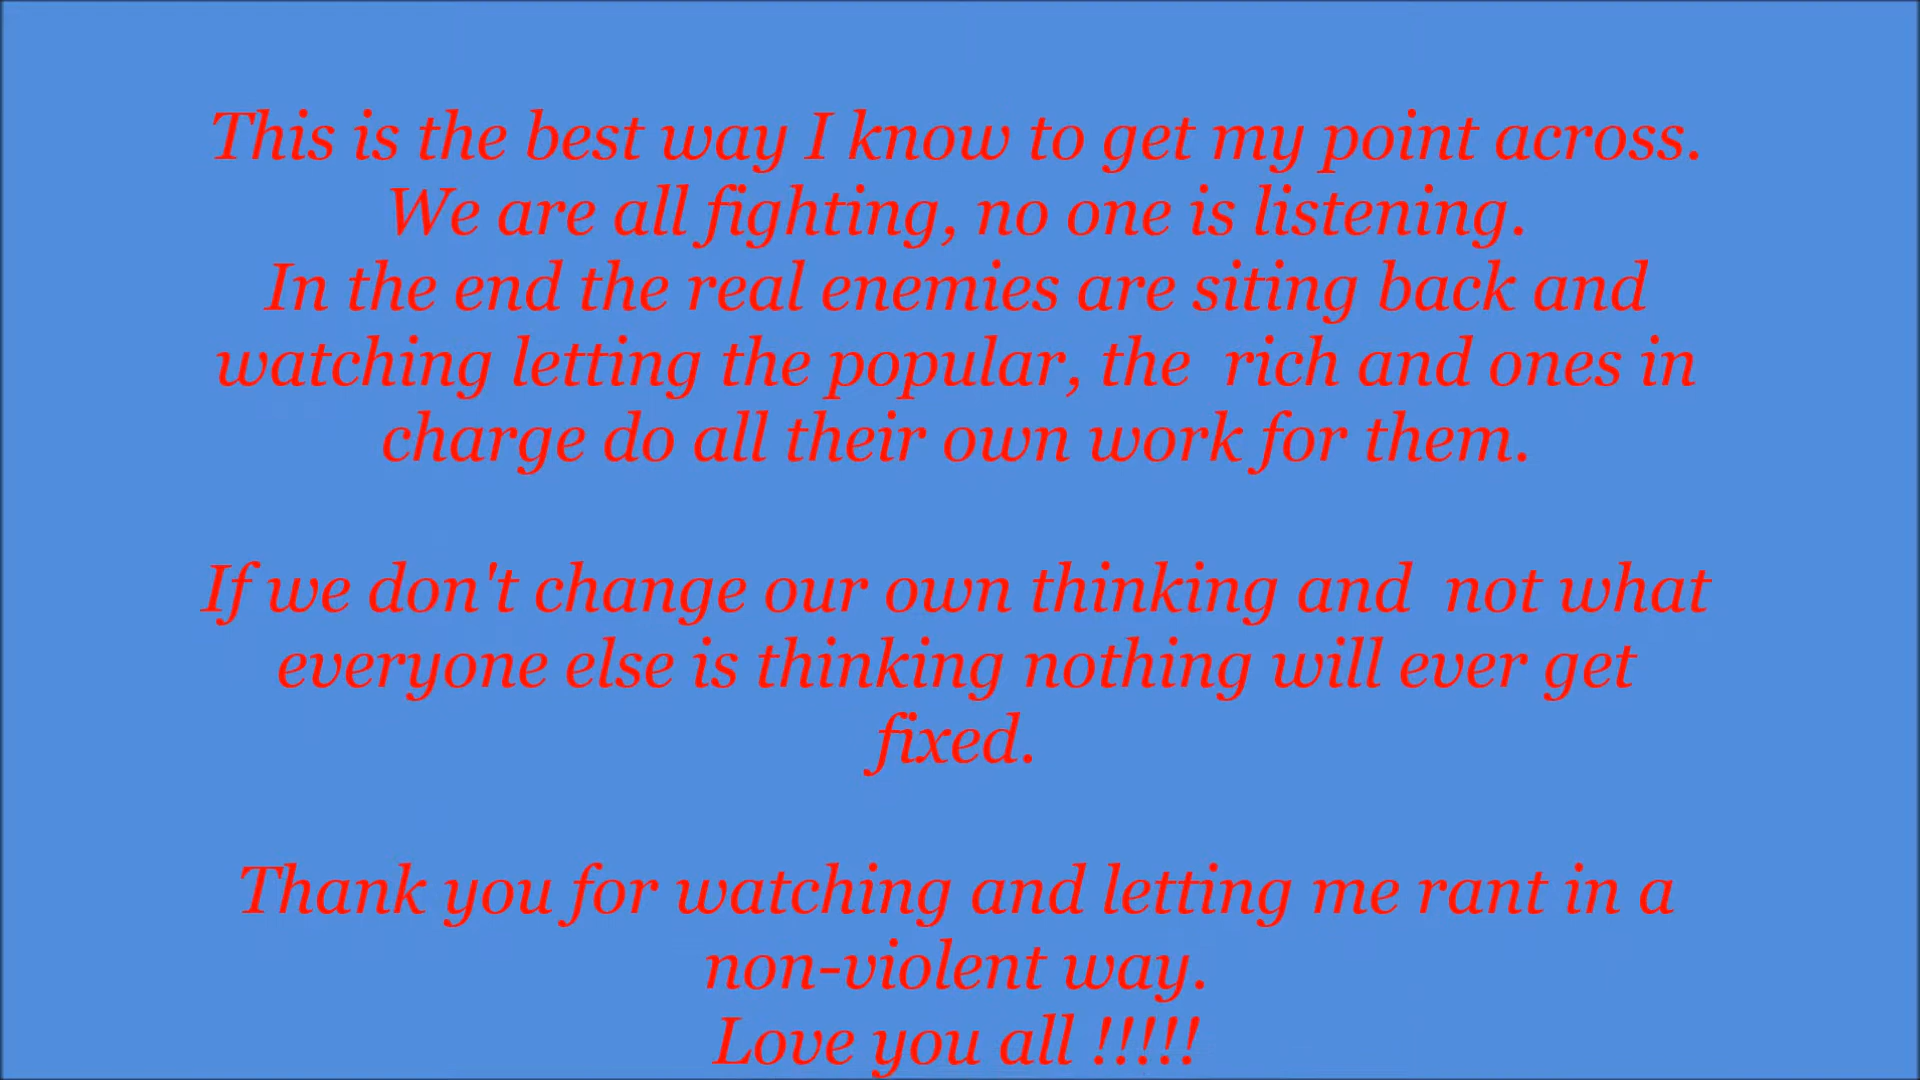 This is the best way I know to get my point across.
We are all fighting, no one is listening.
In the end the real enemies are siting back and
watching letting the popular, the  rich and ones in
charge do all their own work for them.
If we don't change our own thinking and  not what
everyone else is thinking nothing will ever get
fixed.
Thank you for watching and letting me rant in a
non-violent way.
Love you all !!!!!